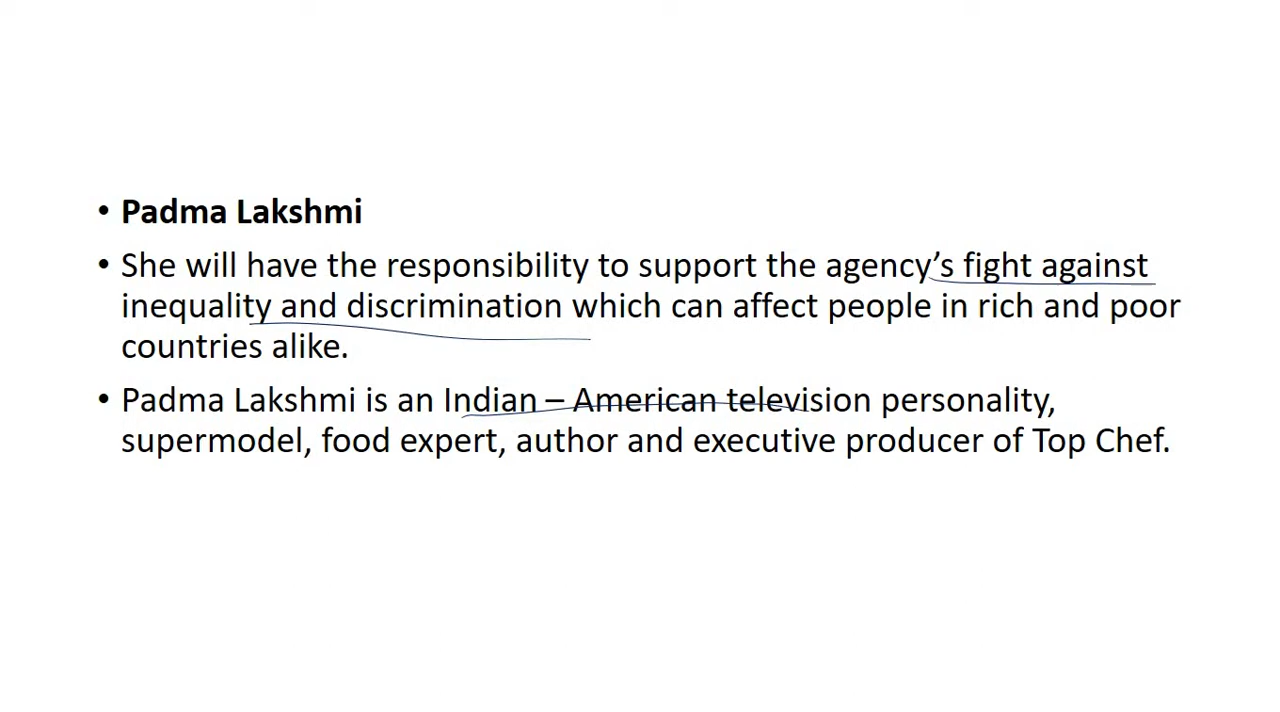 • Padma Lakshmi
• She will have the responsibility to support the agency’s fight against
inequality and discrimination which can affect people in rich and poor
countries alike.
• Padma Lakshmi is an Indian – American television personality,
supermodel, food expert, author and executive producer of Top Chef.